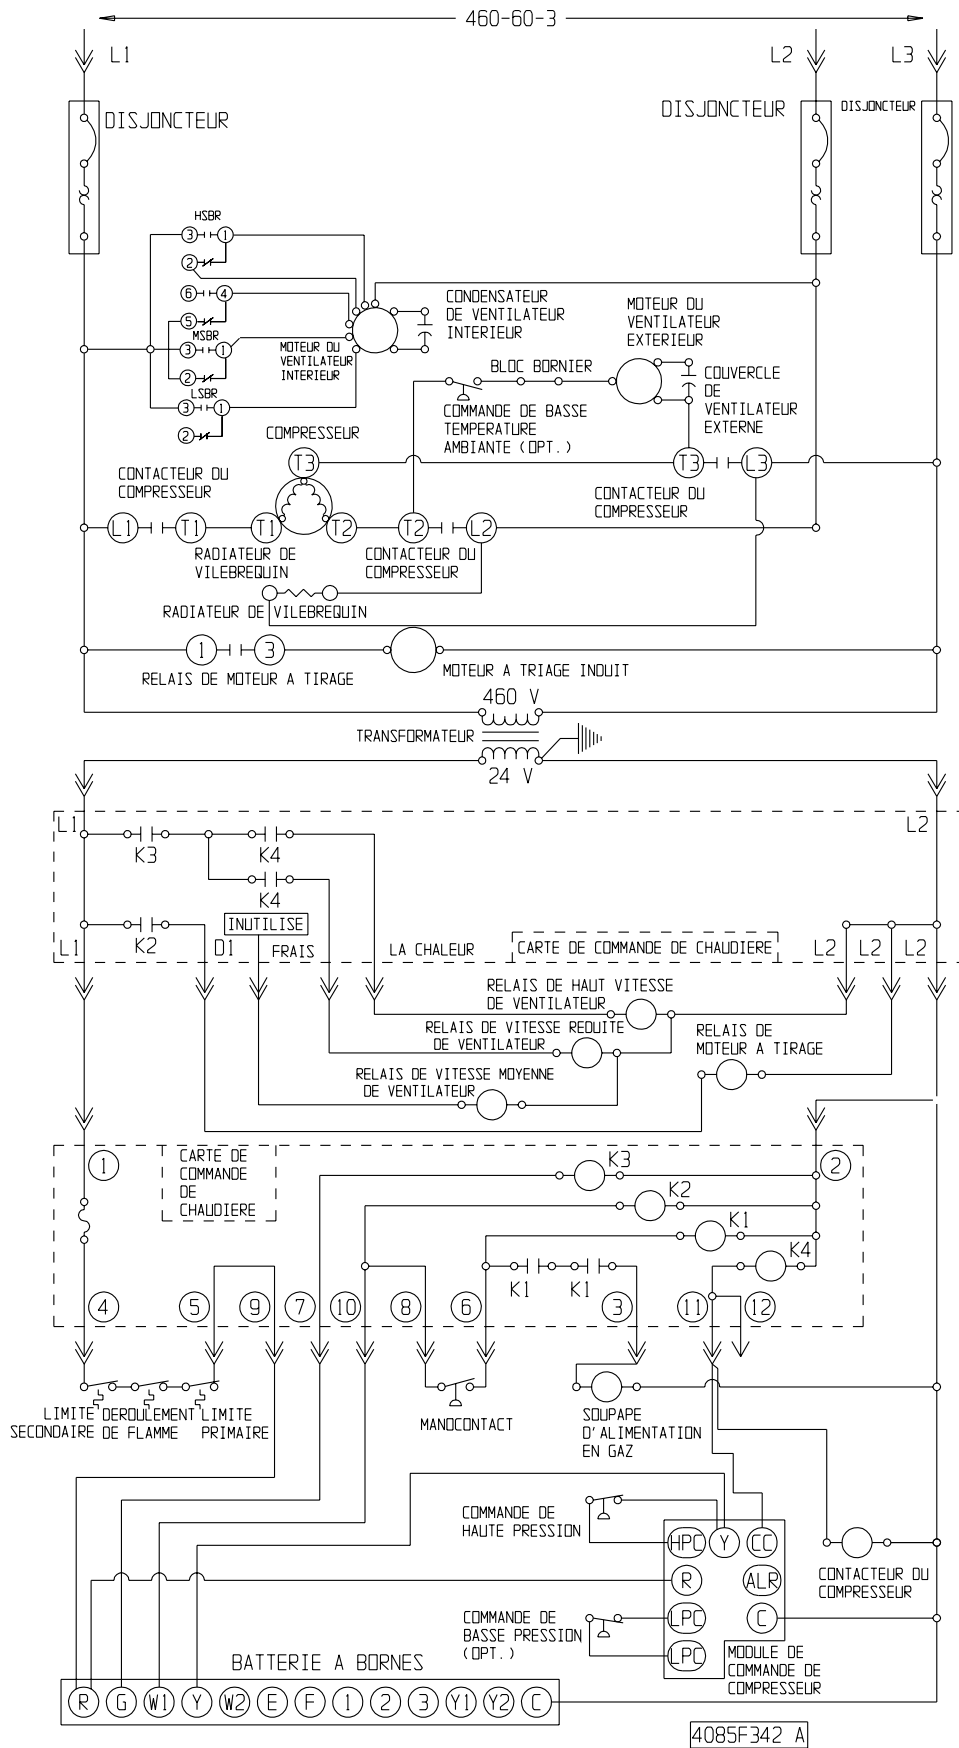 460-60-3
L1
L2
L3
DISJONCTEUR
DISJONCTEUR
DISJONCTEUR
HSBR
3 1
2
6 4
5
MSBR
3 1
2
LSBR
3 1
2
MOTEUR DU
VENTILATEUR
INTERIEUR
CONDENSATEUR
DE VENTILATEUR
INTERIEUR
MOTEUR DU
VENTILATEUR
EXTERIEUR
BLOC BORNIER
COUVERCLE
DE
VENTILATEUR
EXTERNE
COMMANDE DE BASSE
TEMPERATURE
AMBIANTE (OPT.)
COMPRESSEUR
T3
T3
L3
CONTACTEUR DU
COMPRESSEUR
CONTACTEUR DU
COMPRESSEUR
L1
T1
T1
T2
T2
L2
RADIATEUR DE
VILEBREQUIN
CONTACTEUR DU
COMPRESSEUR
RADIATEUR DE VILEBREQUIN
1
3
RELAIS DE MOTEUR A TIRAGE
MOTEUR A TRIAGE INDUIT
460 V
TRANSFORMATEUR
24 V
L1
L2
K3
K4
K4
K2
INUTILISE
L1
D1
FRAIS
LA CHALEUR
CARTE DE COMMANDE DE CHAUDIERE
L2
L2
L2
RELAIS DE HAUT VITESSE
DE VENTILATEUR
RELAIS DE VITESSE REDUITE
DE VENTILATEUR
RELAIS DE
MOTEUR A TIRAGE
RELAIS DE VITESSE MOYENNE
DE VENTILATEUR
1
CARTE DE
COMMANDE
DE
CHAUDIERE
K3
2
K2
K1
K4
K1
K1
4
5
9
7
10
8
6
3
11
12
LIMITE
SECONDAIRE
DEROULEMENT
DE FLAMME
LIMITE
PRIMAIRE
MANOCONTACT
SOUPAPE
D'ALIMENTATION
EN GAZ
COMMANDE DE
HAUTE PRESSION
HPC
Y
CC
R
ALR
LPC
C
LPC
CONTACTEUR DU
COMPRESSEUR
COMMANDE DE
BASSE PRESSION
(OPT.)
MODULE DE
COMMANDE DE
COMPRESSEUR
BATTERIE A BORNES
R G W1 Y W2 E F 1 2 3 Y1 Y2 C
4085F342 A